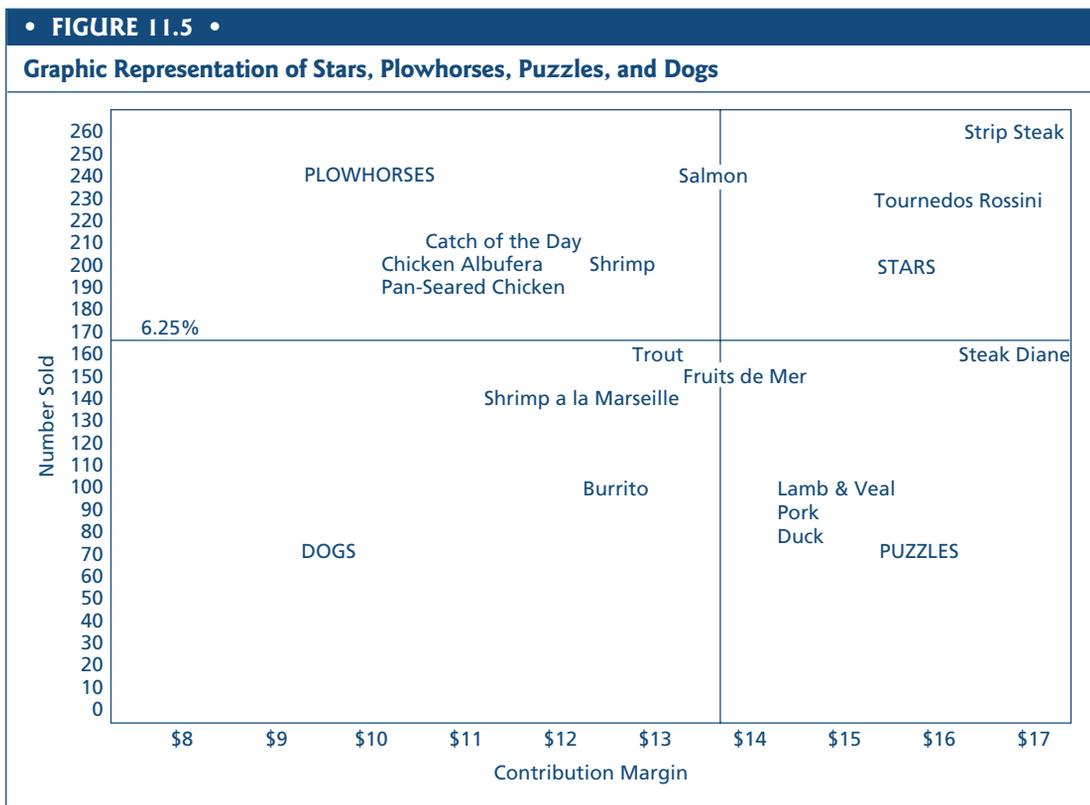 • FIGURE 11.5 •
Graphic Representation of Stars, Plowhorses, Puzzles, and Dogs
260 Strip Steak
250
240 PLOWHORSES Salmon
230 Tournedos Rossini
220
210 Catch of the Day
200 Chicken Albufera Shrimp STARS
190 Pan-Seared Chicken
180
170 6.25%
160 Trout Steak Diane
150 Fruits de Mer
140 Shrimp a la Marseille
130
120
110
100 Burrito Lamb & Veal
90 Pork
80 Duck
70 DOGS PUZZLES
60
50
40
30
20
10
0
Number Sold
$8 $9 $10 $11 $12 $13 $14 $15 $16 $17
Contribution Margin